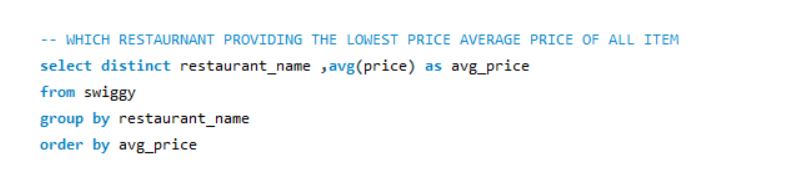 -- WHICH RESTAURNANT PROVIDING THE LOWEST PRICE AVERAGE PRICE OF ALL ITEM
select distinct restaurant_name ,avg(price) as avg_price
from swiggy
group by restaurant_name
order by avg_price